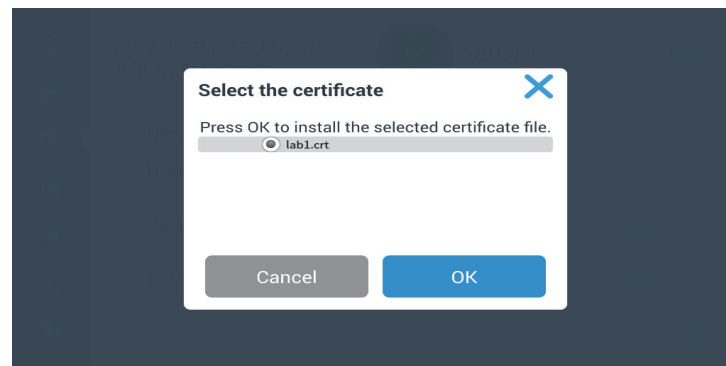 Select the certificate
Press OK to install the selected certificate file.
lab1.crt
Cancel
OK